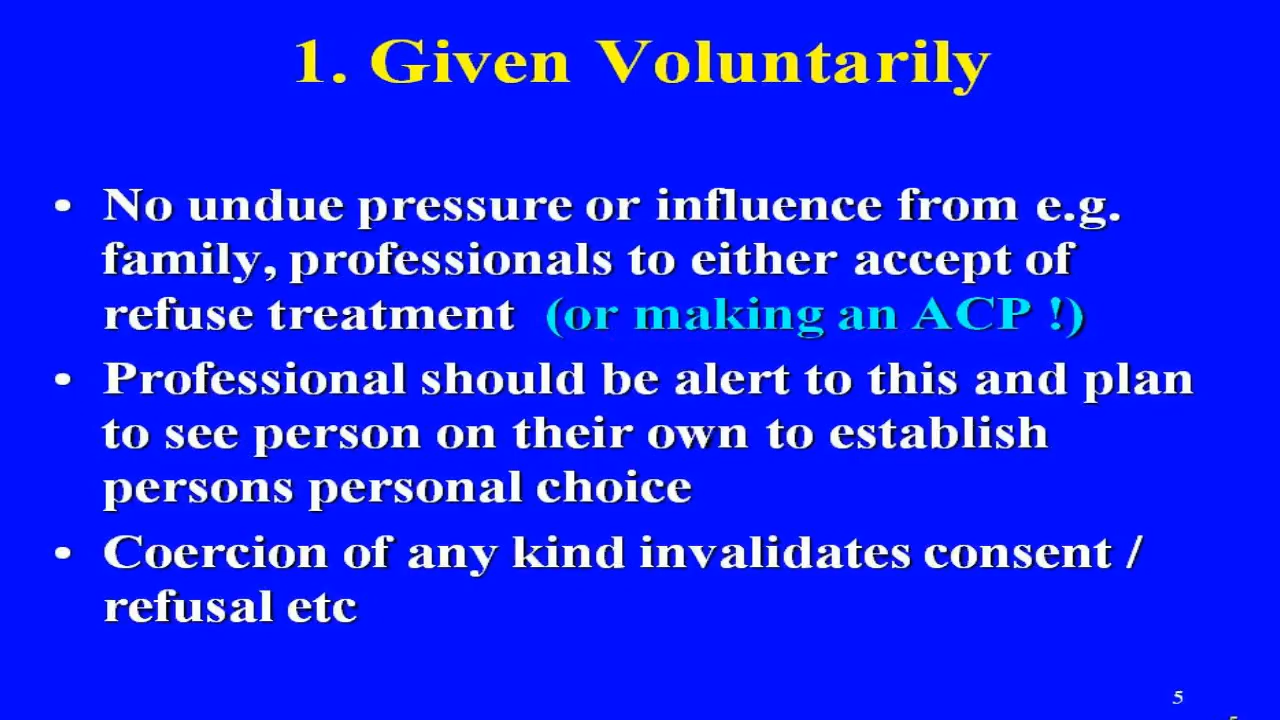 1. Given Voluntarily
• No undue pressure or influence from e.g.
family, professionals to either accept of
refuse treatment (or making an ACP !)
• Professional should be alert to this and plan
to see person on their own to establish
persons personal choice
• Coercion of any kind invalidates consent /
refusal etc
5